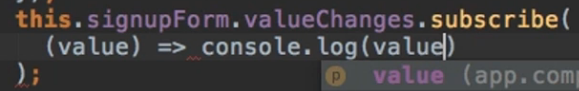 this.signupForm.valueChanges.subscribe(
(value) => console.log(value)
);
value (app.comp